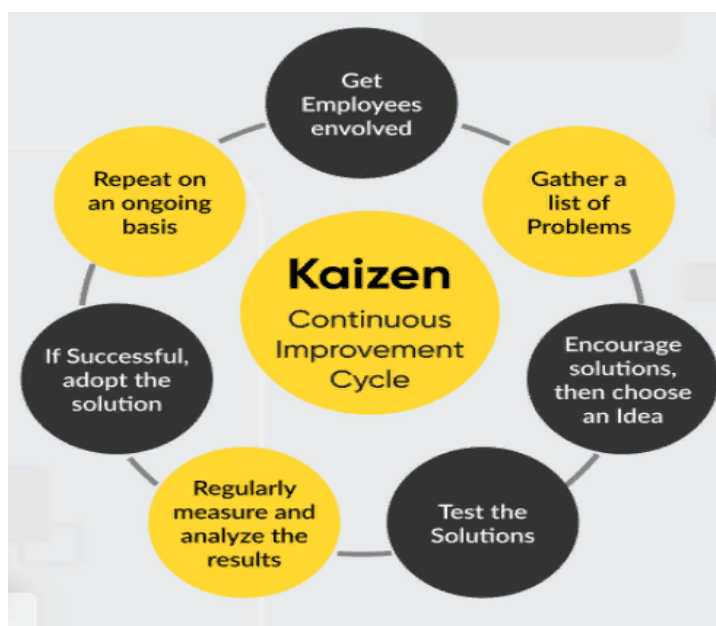 Get
Employees
envolved
Gather a
list of
Problems
Encourage
solutions,
then choose
an Idea
Test the
Solutions
Regularly
measure and
analyze the
results
If Successful,
adopt the
solution
Repeat on
an ongoing
basis
Kaizen
Continuous
Improvement
Cycle